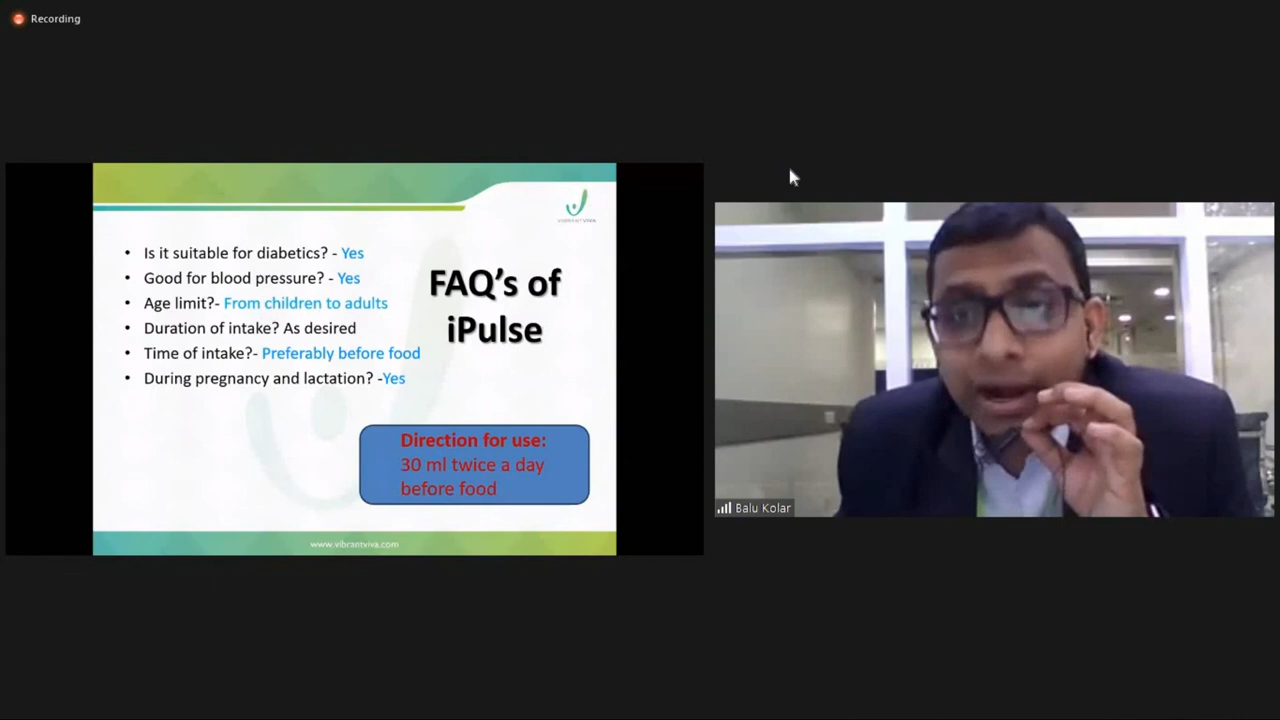 Recording
VIBRANT VIVA
• Is it suitable for diabetics? - Yes
• Good for blood pressure? - Yes
• Age limit?- From children to adults
• Duration of intake? As desired
• Time of intake?- Preferably before food
• During pregnancy and lactation? -Yes
FAQ’s of
iPulse
Direction for use:
30 ml twice a day
before food
www.vibrantviva.com
Balu Kolar